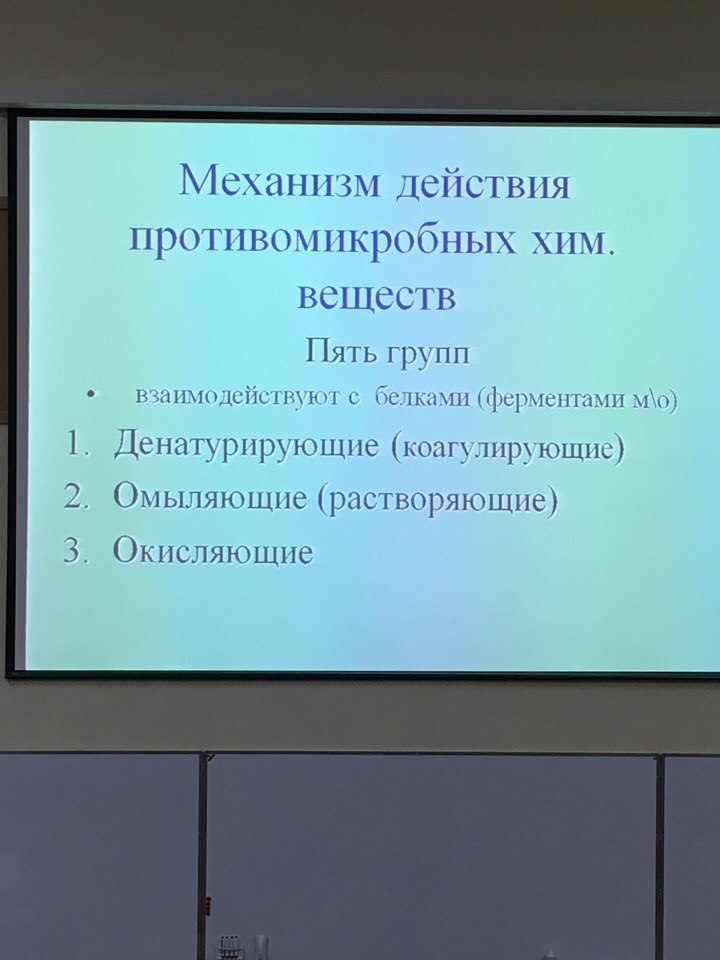 Механизм действия
противомикробных хим.
веществ
Пять групп
• взаимодействуют с белками (ферментами м\о)
1. Денатурирующие (коагулирующие)
2. Омыляющие (растворяющие)
3. Окисляющие